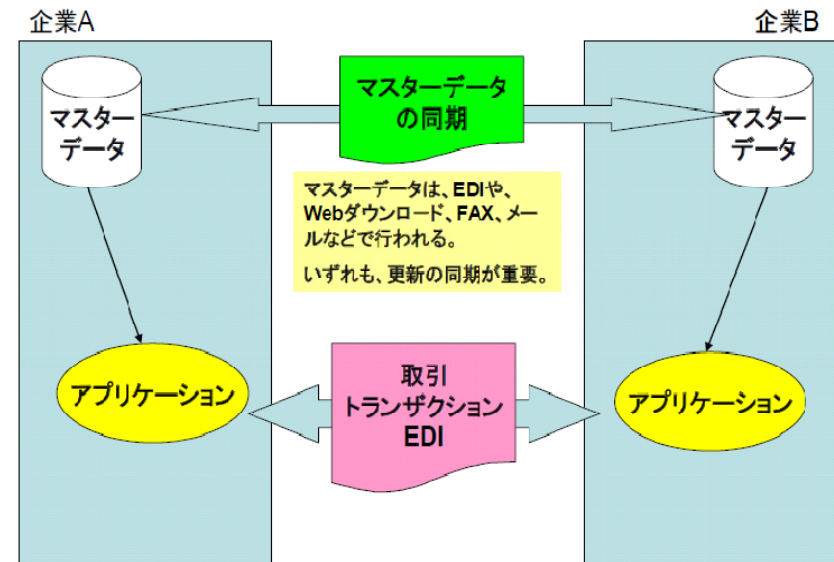 企業A
企業B
マスター
データ
マスターデータ
の同期
マスター
データ
マスターデータは、EDIや、
Webダウンロード、FAX、メー
ルなどで行われる。
いずれも、更新の同期が重要。
アプリケーション
取引
トランザクション
EDI
アプリケーション